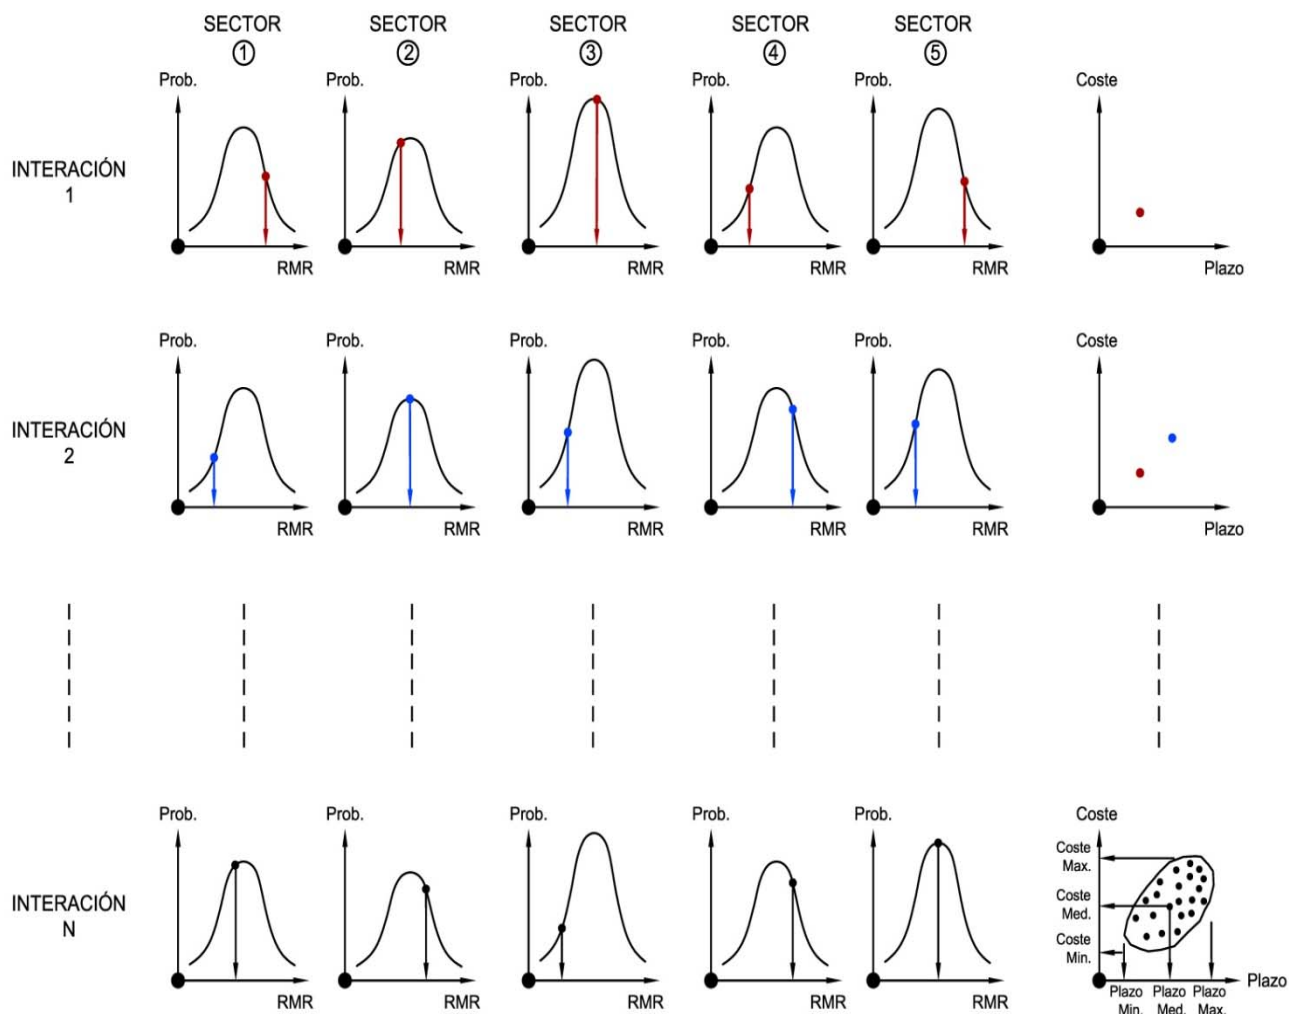 SECTOR
1
SECTOR
2
SECTOR
3
SECTOR
4
SECTOR
5
INTERACIÓN
1
Prob.
RMR
Prob.
RMR
Prob.
RMR
Prob.
RMR
Prob.
RMR
Coste
Plazo
INTERACIÓN
2
Prob.
RMR
Prob.
RMR
Prob.
RMR
Prob.
RMR
Prob.
RMR
Coste
Plazo
INTERACIÓN
N
Prob.
RMR
Prob.
RMR
Prob.
RMR
Prob.
RMR
Prob.
RMR
Coste
Coste
Max.
Coste
Med.
Coste
Min.
Plazo
Min.
Plazo
Med.
Plazo
Max.
Plazo